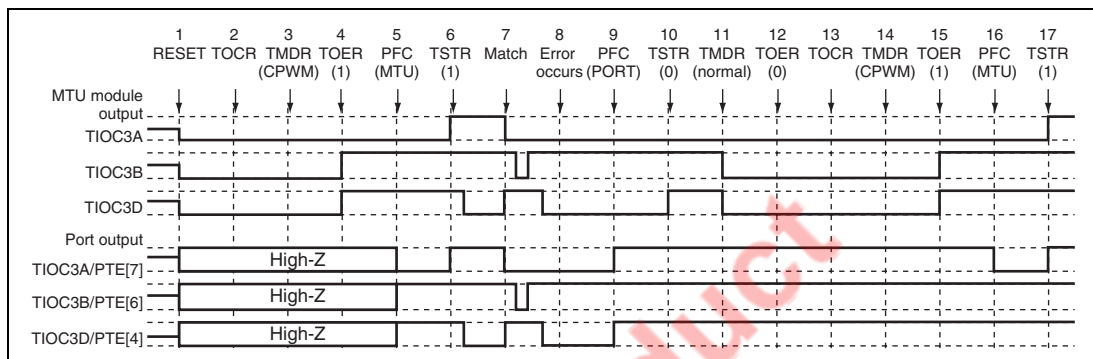 1 2 3 4 5 6 7 8 9 10 11 12 13 14 15 16 17
RESET TOCR TMDR TOER PFC TSTR Match Error PFC TSTR TMDR TOER TOCR TMDR TOER PFC TSTR
(CPWM) (1) (MTU) (1) occurs (PORT) (0) (normal) (0) (CPWM) (1) (MTU) (1)
MTU module
output
TIOC3A
TIOC3B
TIOC3D
Port output
TIOC3A/PTE[7] High-Z
TIOC3B/PTE[6] High-Z
TIOC3D/PTE[4] High-Z
duct